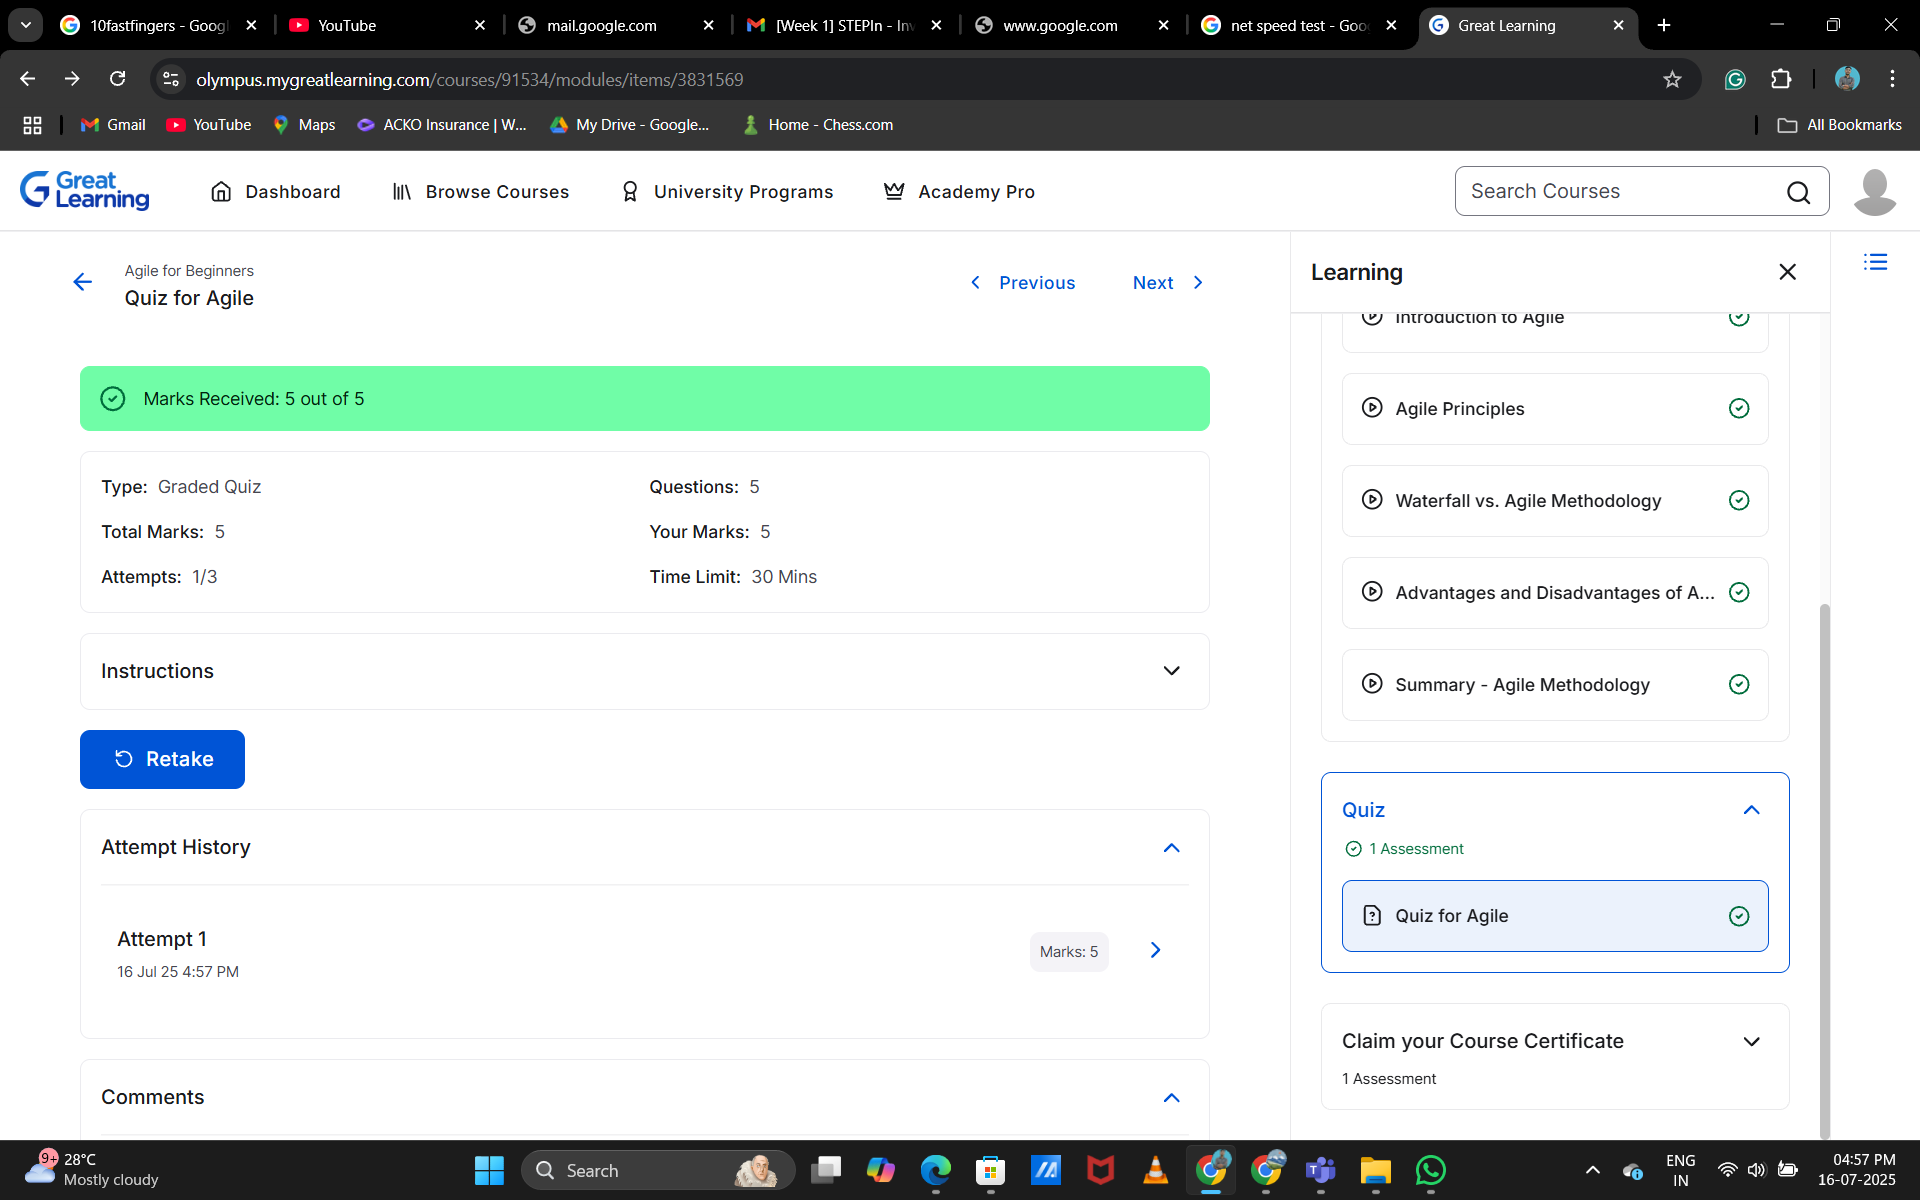 10fastfingers - Goog
YouTube
mail.google.com
[Week 1] STEPIn - Inv
www.google.com
net speed test - Goo
Great Learning
olympus.mygreatlearning.com/courses/91534/modules/items/3831569
Gmail
YouTube
Maps
ACKO Insurance | W...
My Drive - Google...
Home - Chess.com
All Bookmarks
Great Learning
Dashboard
Browse Courses
University Programs
Academy Pro
Search Courses
Agile for Beginners
Quiz for Agile
Previous
Next
Marks Received: 5 out of 5
Type: Graded Quiz
Questions: 5
Total Marks: 5
Your Marks: 5
Attempts: 1/3
Time Limit: 30 Mins
Instructions
Retake
Attempt History
Attempt 1
16 Jul 25 4:57 PM
Marks: 5
Comments
Learning
Introduction to Agile
Agile Principles
Waterfall vs. Agile Methodology
Advantages and Disadvantages of A...
Summary - Agile Methodology
Quiz
1 Assessment
Quiz for Agile
Claim your Course Certificate
1 Assessment
9+
28°C
Mostly cloudy
Search
ENG
IN
04:57 PM
16-07-2025